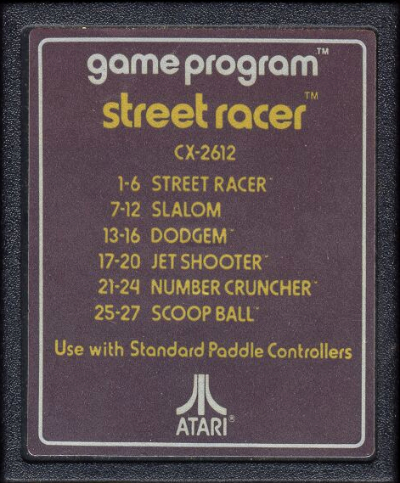 game program™
street racer™
CX-2612
1-6 STREET RACER™
7-12 SLALOM
13-16 DODGEM™
17-20 JET SHOOTER™
21-24 NUMBER CRUNCHER™
25-27 SCOOP BALL™
Use with Standard Paddle Controllers
ATARI®